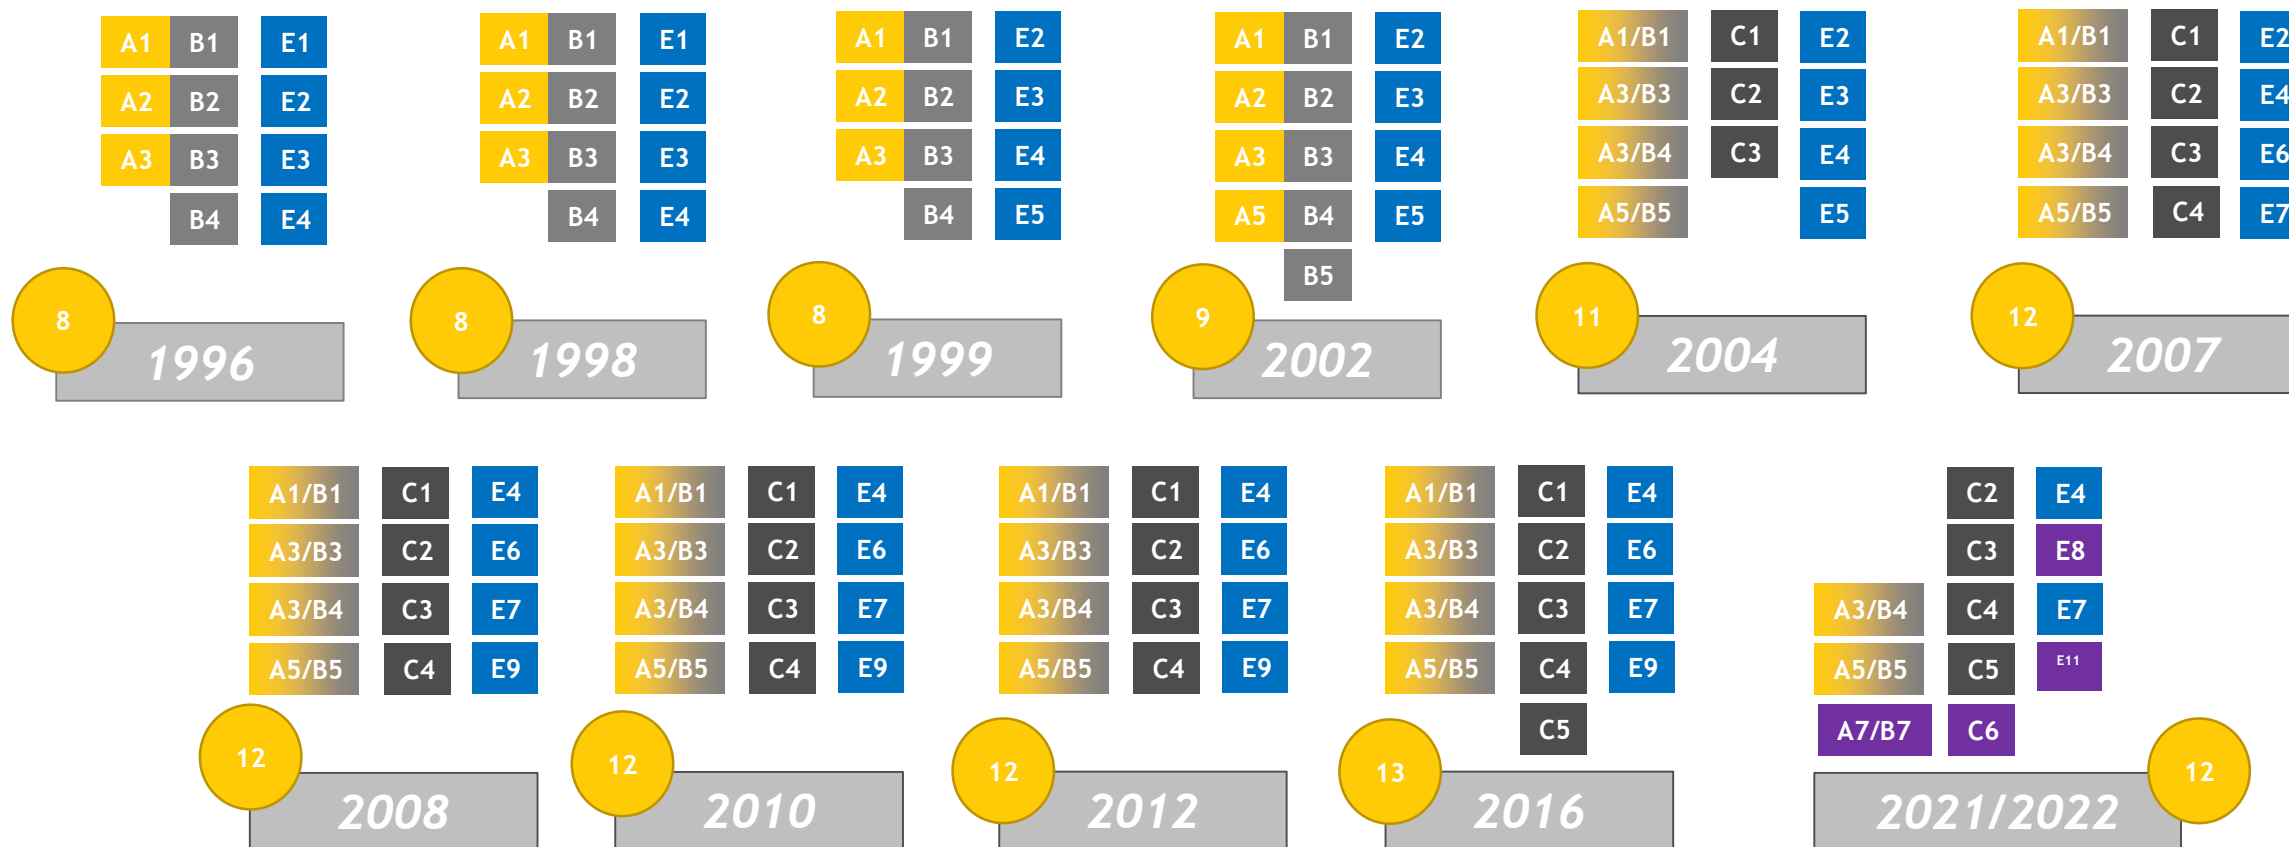 A1 B1 E1
A2 B2 E2
A3 B3 E3
B4 E4
8
1996
A1 B1 E1
A2 B2 E2
A3 B3 E3
B4 E4
8
1998
A1 B1 E2
A2 B2 E3
A3 B3 E4
B4 E5
8
1999
A1 B1 E2
A2 B2 E3
A3 B3 E4
A5 B4 E5
B5
9
2002
A1/B1 C1 E2
A3/B3 C2 E3
A3/B4 C3 E4
A5/B5 E5
11
2004
A1/B1 C1 E2
A3/B3 C2 E4
A3/B4 C3 E6
A5/B5 C4 E7
12
2007
A1/B1 C1 E4
A3/B3 C2 E6
A3/B4 C3 E7
A5/B5 C4 E9
12
2008
A1/B1 C1 E4
A3/B3 C2 E6
A3/B4 C3 E7
A5/B5 C4 E9
12
2010
A1/B1 C1 E4
A3/B3 C2 E6
A3/B4 C3 E7
A5/B5 C4 E9
12
2012
A1/B1 C1 E4
A3/B3 C2 E6
A3/B4 C3 E7
A5/B5 C4 E9
C5
13
2016
C2 E4
C3 E8
A3/B4 C4 E7
A5/B5 C5 E11
A7/B7 C6
12
2021/2022